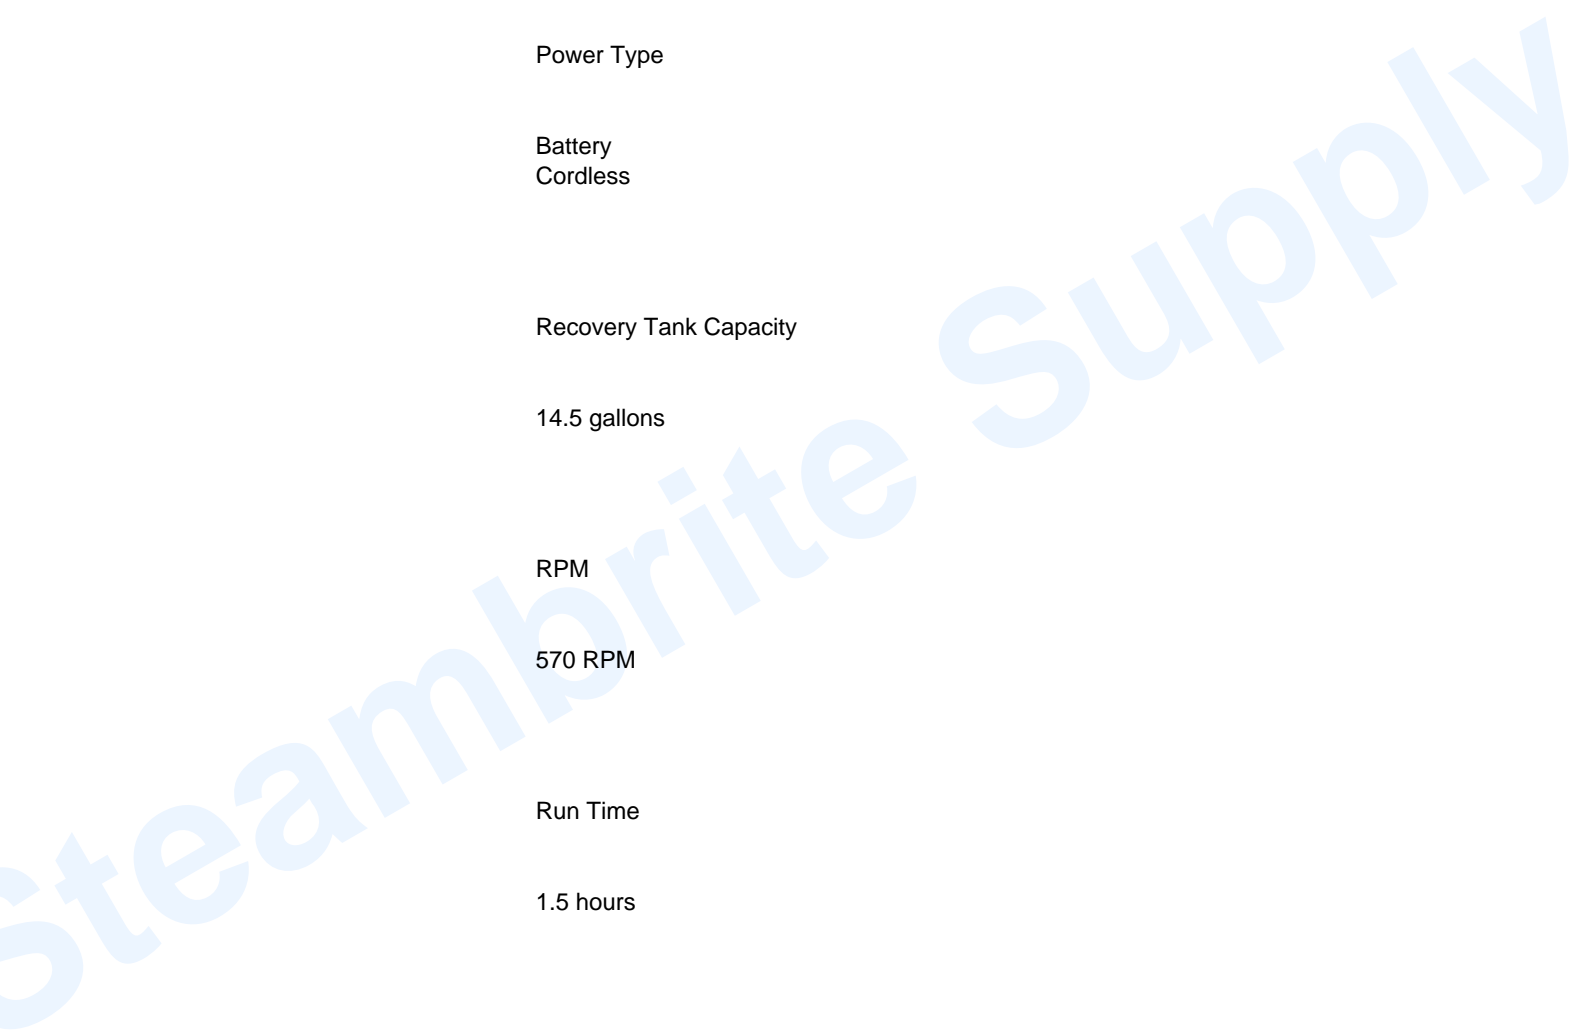 Power Type
Battery
Cordless
Recovery Tank Capacity
14.5 gallons
RPM
570 RPM
Run Time
1.5 hours
Steambrite Supply